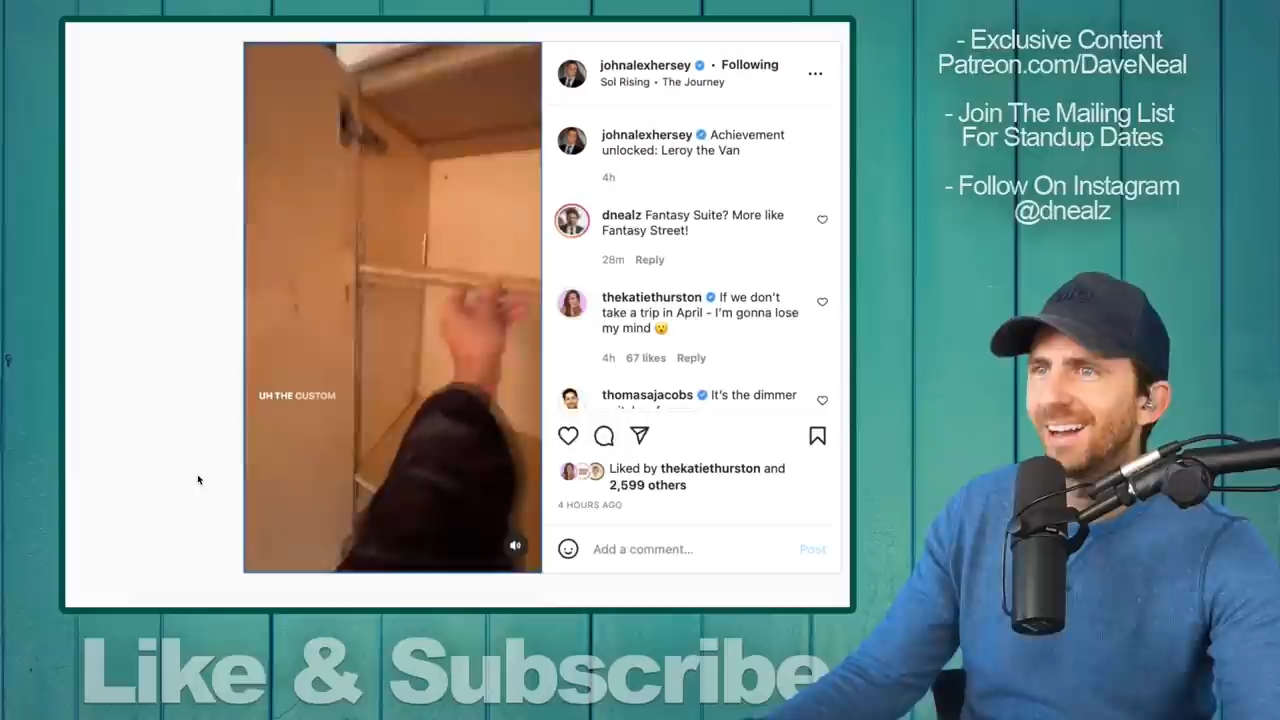 johnalexhersey • Following
Sol Rising • The Journey
johnalexhersey Achievement
unlocked: Leroy the Van
4h
dnealz Fantasy Suite? More like
Fantasy Street!
28m Reply
thekatiethurston If we don't
take a trip in April - I'm gonna lose
my mind 😮
4h 67 likes Reply
thomasajacobs It's the dimmer
Liked by thekatiethurston and
2,599 others
4 HOURS AGO
Add a comment...
Post
UH THE CUSTOM
- Exclusive Content
Patreon.com/DaveNeal
- Join The Mailing List
For Standup Dates
- Follow On Instagram
@dnealz
Like & Subscribe